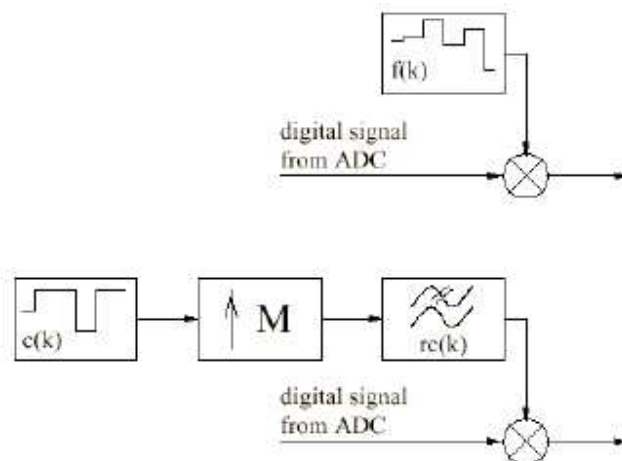 f(k)
digital signal
from ADC
c(k)
M
rc(k)
digital signal
from ADC